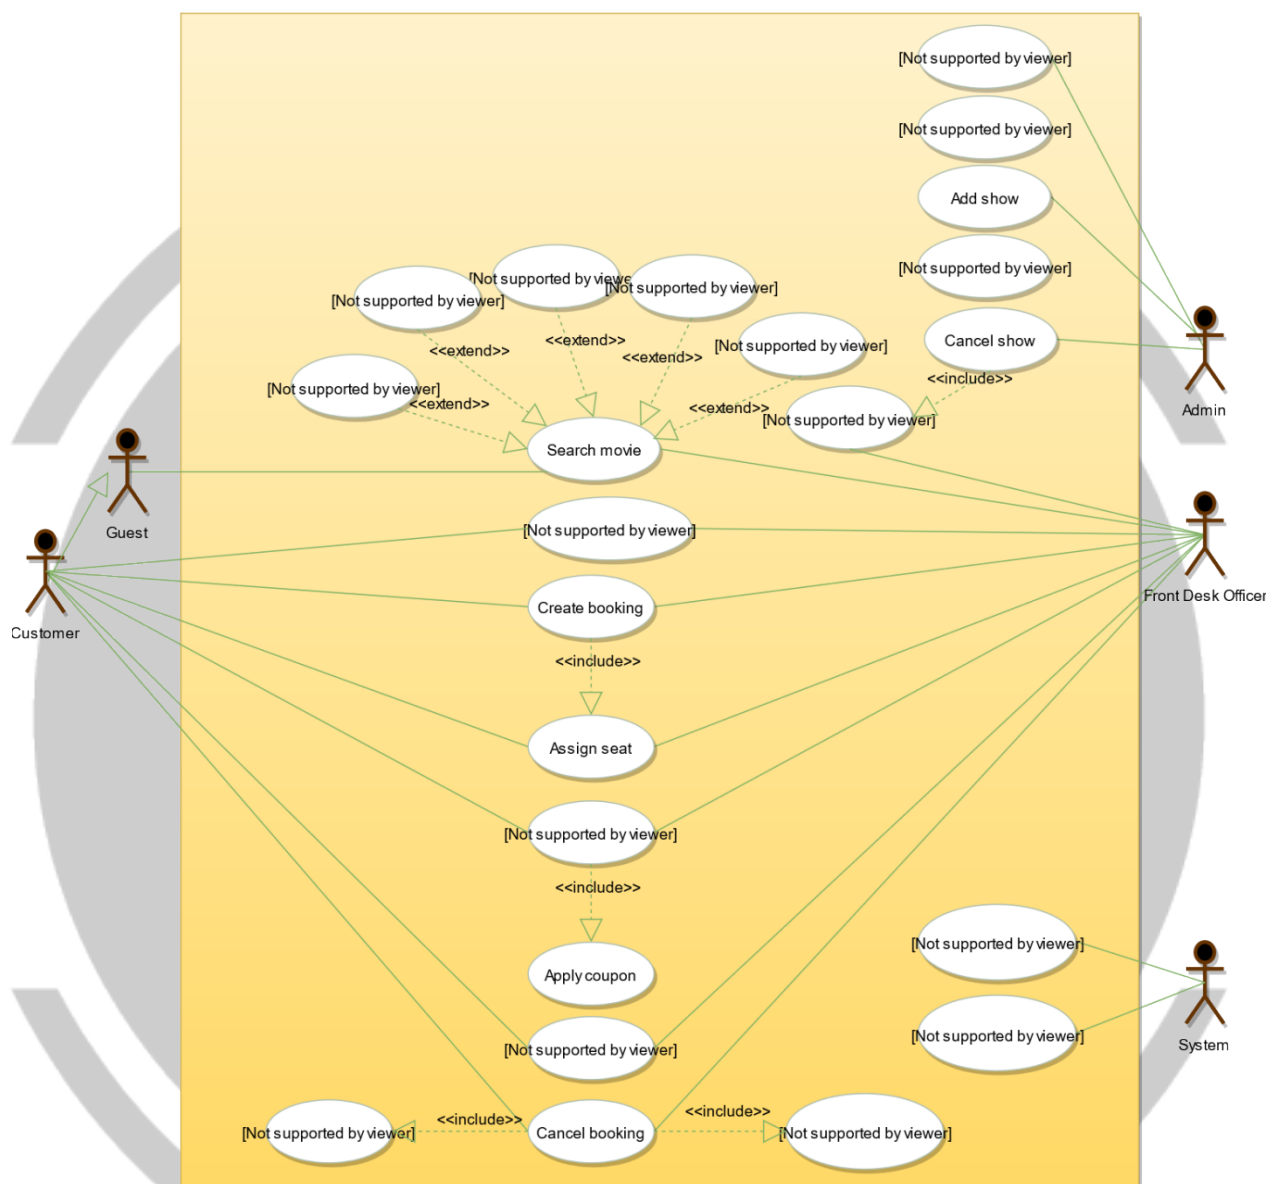 [Not supported by viewer]
[Not supported by viewer]
Add show
[Not supported by viewer]
[Not supported by viewe
[Not supported by viewer]
[Not supported by viewer]
<<extend>>
<<extend>>
<<extend>>
Cancel show
[Not supported by viewer]
<<include>>
[Not supported by viewer]
<<extend>>
<<extend>>
[Not supported by viewer]
Admin
Search movie
Guest
[Not supported by viewer]
Front Desk Officer
Create booking
Customer
<<include>>
Assign seat
[Not supported by viewer]
<<include>>
[Not supported by viewer]
Apply coupon
[Not supported by viewer]
System
[Not supported by viewer]
<<include>>
<<include>>
[Not supported by viewer]
Cancel booking
[Not supported by viewer]